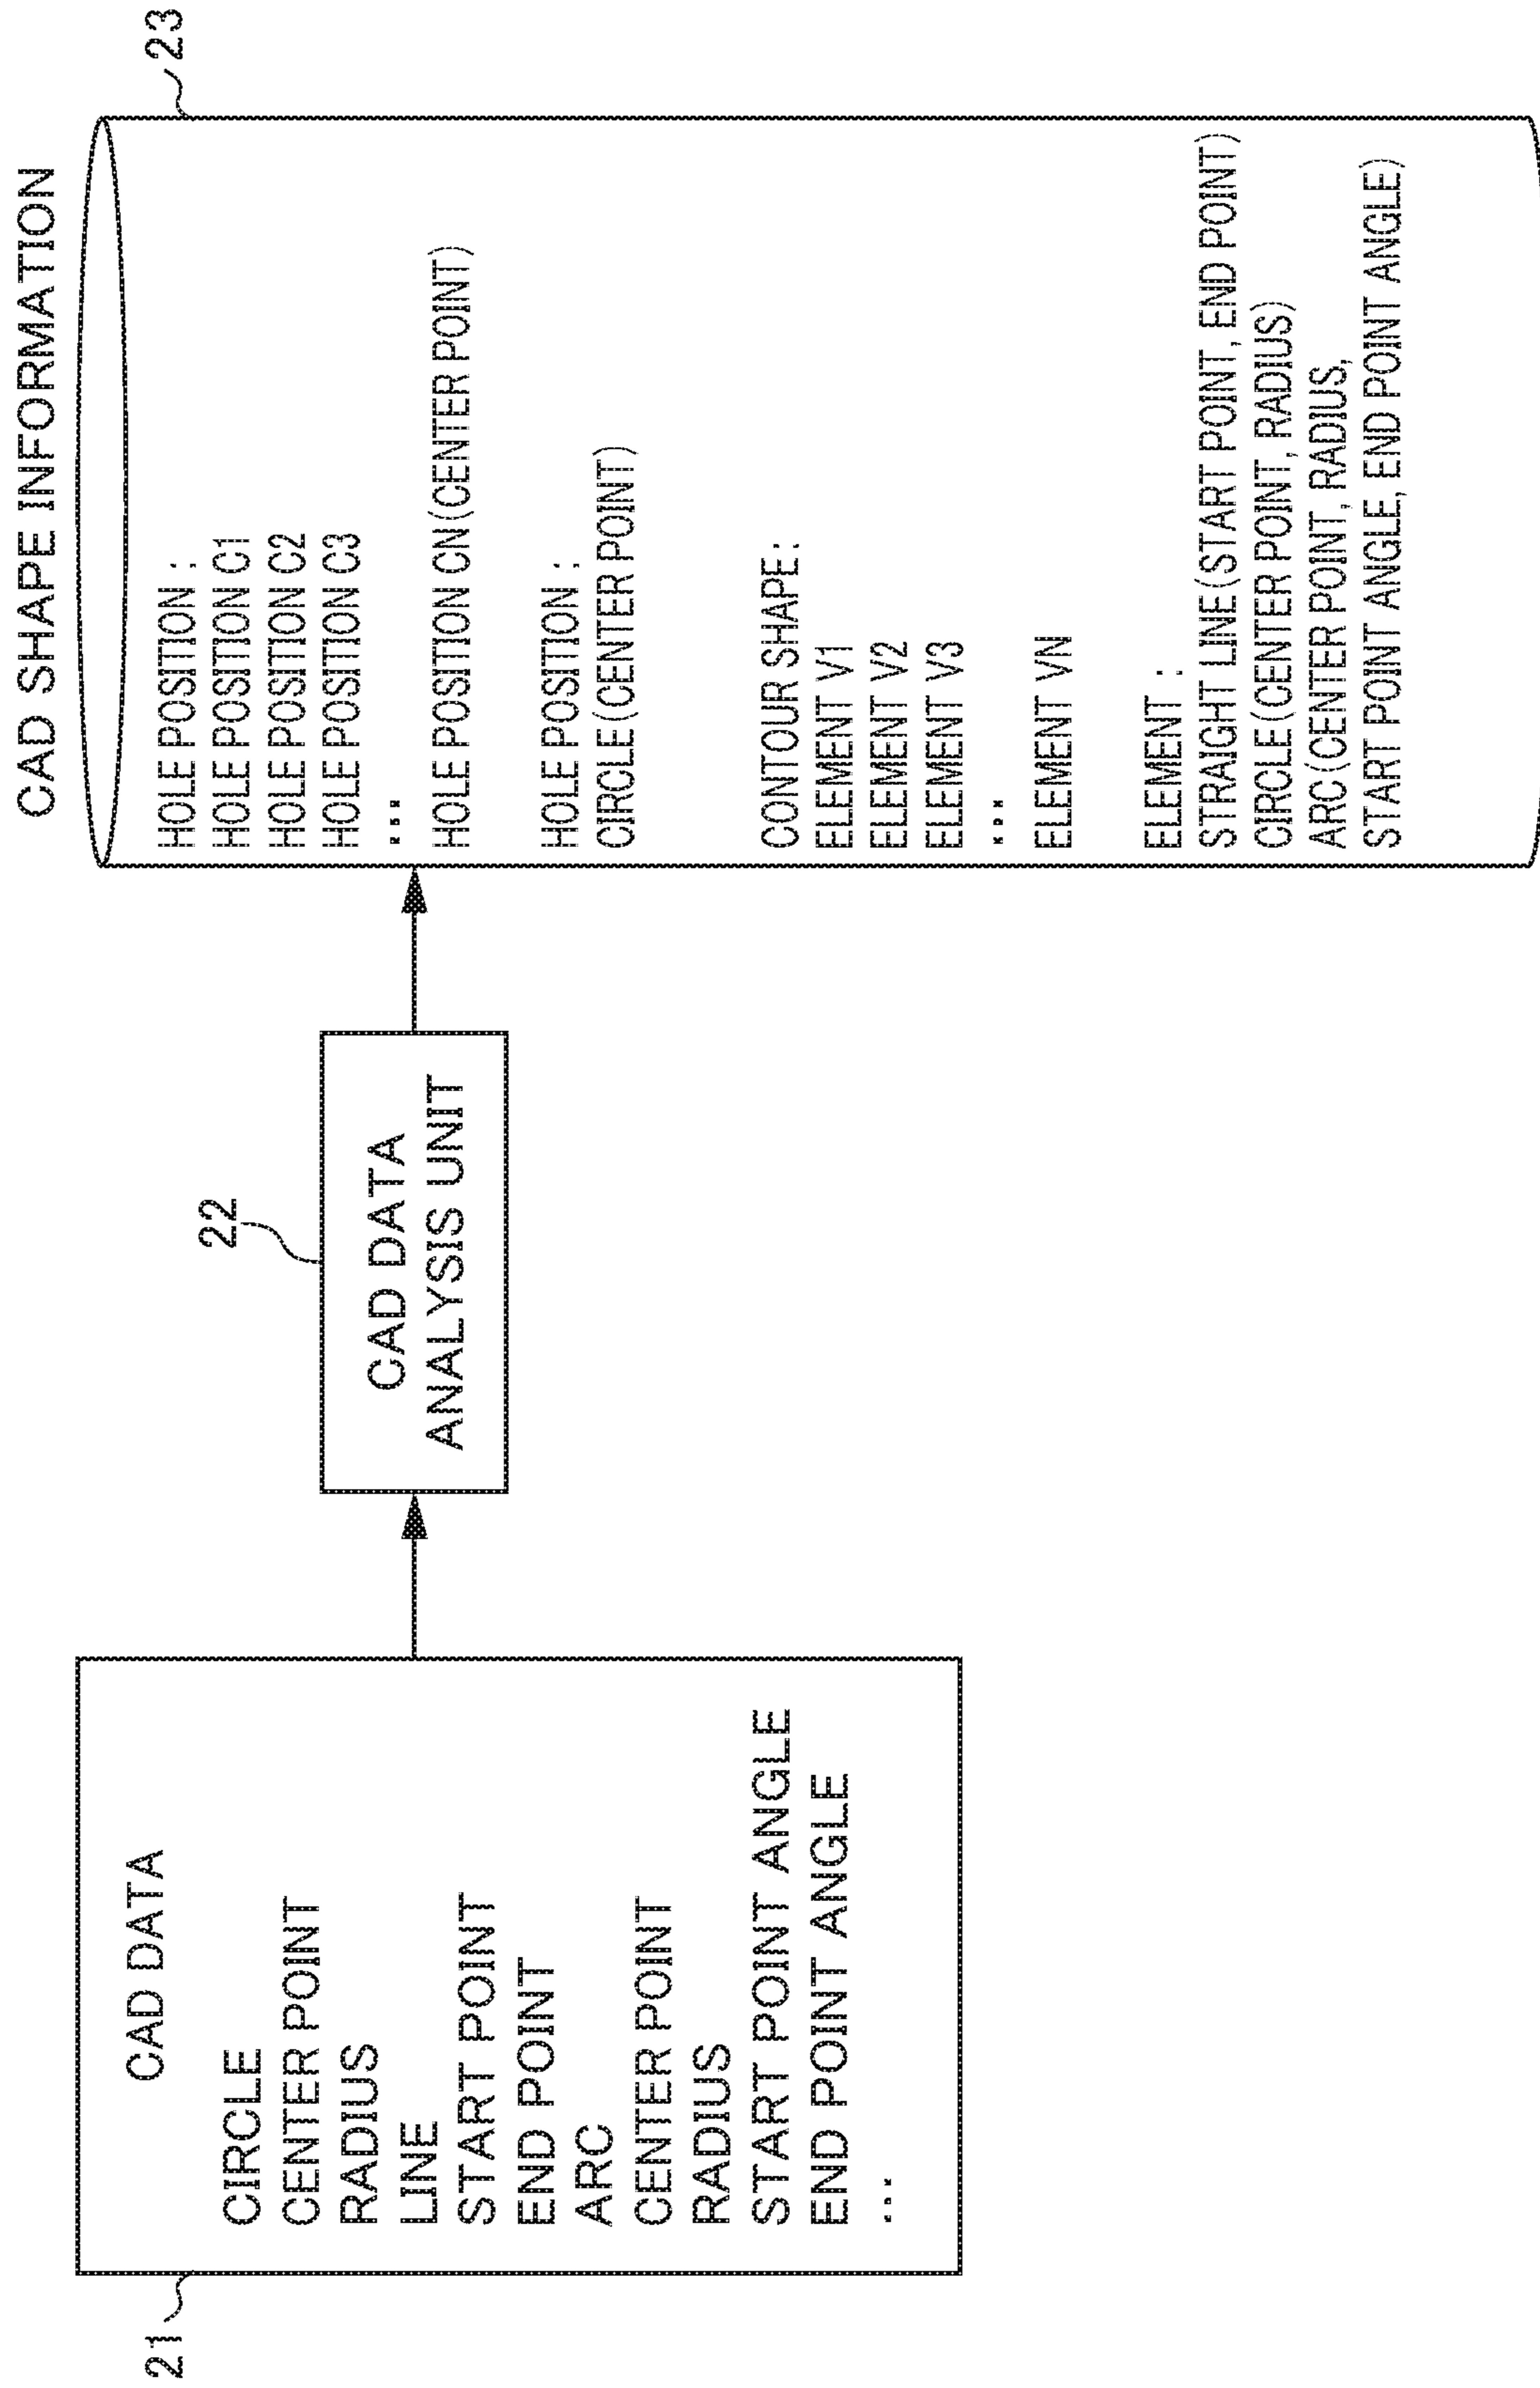 21
CAD DATA
CIRCLE
CENTER POINT
RADIUS
LINE
START POINT
END POINT
ARC
CENTER POINT
RADIUS
START POINT ANGLE
END POINT ANGLE
...
22
CAD DATA
ANALYSIS UNIT
CAD SHAPE INFORMATION
23
HOLE POSITION :
HOLE POSITION C1
HOLE POSITION C2
HOLE POSITION C3
...
HOLE POSITION CN(CENTER POINT)
HOLE POSITION :
CIRCLE(CENTER POINT)
CONTOUR SHAPE:
ELEMENT V1
ELEMENT V2
ELEMENT V3
...
ELEMENT VN
ELEMENT :
STRAIGHT LINE(START POINT, END POINT)
CIRCLE(CENTER POINT, RADIUS)
ARC(CENTER POINT, RADIUS,
START POINT ANGLE, END POINT ANGLE)